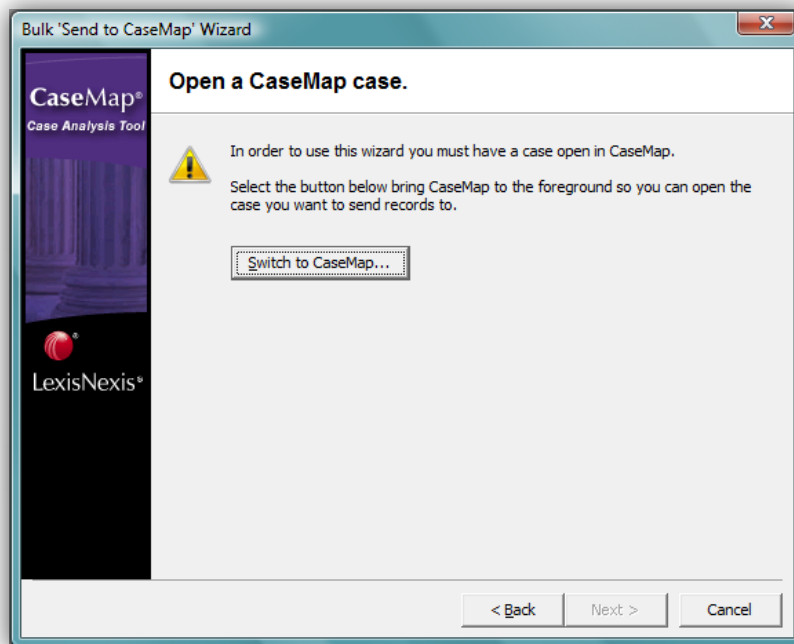 Bulk 'Send to CaseMap' Wizard
CaseMap®
Case Analysis Tool
LexisNexis®
Open a CaseMap case.
In order to use this wizard you must have a case open in CaseMap.
Select the button below bring CaseMap to the foreground so you can open the
case you want to send records to.
Switch to CaseMap...
< Back
Next >
Cancel